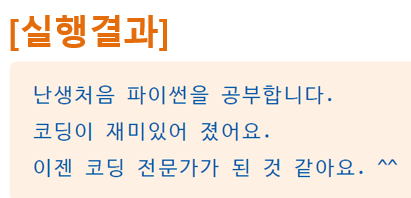 [실행결과]
난생처음 파이썬을 공부합니다.
코딩이 재미있어 졌어요.
이젠 코딩 전문가가 된 것 같아요. ^^